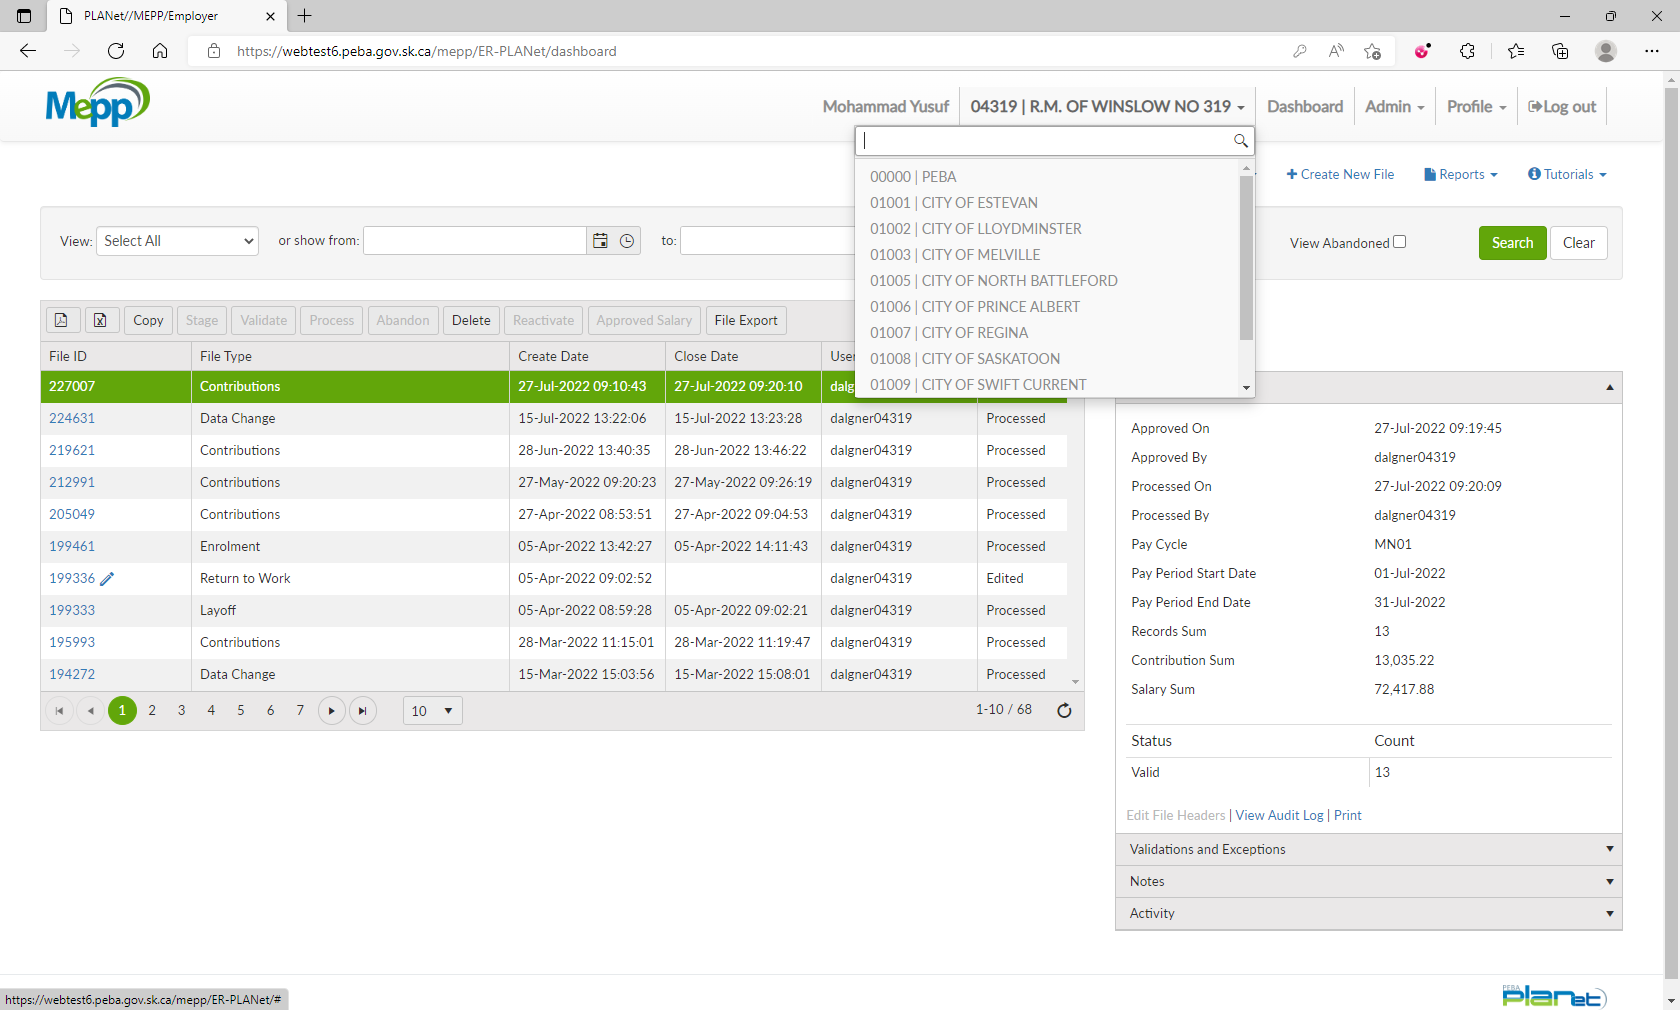 PLANet//MEPP/Employer
https://webtest6.peba.gov.sk.ca/mepp/ER-PLANet/dashboard
Mepp
Mohammad Yusuf
04319 | R.M. OF WINSLOW NO 319
Dashboard
Admin
Profile
Log out
00000 | PEBA
01001 | CITY OF ESTEVAN
01002 | CITY OF LLOYDMINSTER
01003 | CITY OF MELVILLE
01005 | CITY OF NORTH BATTLEFORD
01006 | CITY OF PRINCE ALBERT
01007 | CITY OF REGINA
01008 | CITY OF SASKATOON
01009 | CITY OF SWIFT CURRENT
Create New File
Reports
Tutorials
View: Select All or show from: to:
View Abandoned
Search Clear
Copy Stage Validate Process Abandon Delete Reactivate Approved Salary File Export
File ID File Type Create Date Close Date User
227007 Contributions 27-Jul-2022 09:10:43 27-Jul-2022 09:20:10 dalg
224631 Data Change 15-Jul-2022 13:22:06 15-Jul-2022 13:23:28 dalgner04319 Processed
219621 Contributions 28-Jun-2022 13:40:35 28-Jun-2022 13:46:22 dalgner04319 Processed
212991 Contributions 27-May-2022 09:20:23 27-May-2022 09:26:19 dalgner04319 Processed
205049 Contributions 27-Apr-2022 08:53:51 27-Apr-2022 09:04:53 dalgner04319 Processed
199461 Enrolment 05-Apr-2022 13:42:27 05-Apr-2022 14:11:43 dalgner04319 Processed
199336 Return to Work 05-Apr-2022 09:02:52 dalgner04319 Edited
199333 Layoff 05-Apr-2022 08:59:28 05-Apr-2022 09:02:21 dalgner04319 Processed
195993 Contributions 28-Mar-2022 11:15:01 28-Mar-2022 11:19:47 dalgner04319 Processed
194272 Data Change 15-Mar-2022 15:03:56 15-Mar-2022 15:08:01 dalgner04319 Processed
1 2 3 4 5 6 7 10 1-10 / 68
Approved On 27-Jul-2022 09:19:45
Approved By dalgner04319
Processed On 27-Jul-2022 09:20:09
Processed By dalgner04319
Pay Cycle MN01
Pay Period Start Date 01-Jul-2022
Pay Period End Date 31-Jul-2022
Records Sum 13
Contribution Sum 13,035.22
Salary Sum 72,417.88
Status Count
Valid 13
Edit File Headers | View Audit Log | Print
Validations and Exceptions
Notes
Activity
https://webtest6.peba.gov.sk.ca/mepp/ER-PLANet/#
PEBA
planet